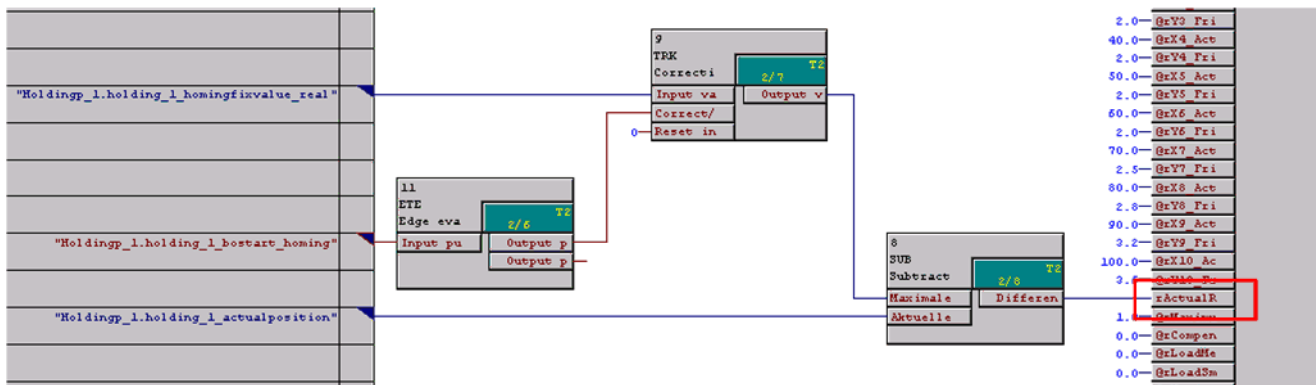 "Holdingp_1.holding_1_homingfixvalue_real"
"Holdingp_1.holding_1_bostart_homing"
"Holdingp_1.holding_1_actualposition"
11
ETE
Edge eva
T2
2/6
Input pu
Output p
Output p
9
TRK
Correcti
T2
2/7
Input va
Output v
Correct/
0
Reset in
8
SUB
Subtract
T2
2/8
Maximale
Differen
Aktuelle
2.0 @rY3_Fri
40.0 @rX4_Act
2.0 @rY4_Fri
50.0 @rX5_Act
2.0 @rY5_Fri
60.0 @rX6_Act
2.0 @rY6_Fri
70.0 @rX7_Act
2.5 @rY7_Fri
80.0 @rX8_Act
2.8 @rY8_Fri
90.0 @rX9_Act
3.2 @rY9_Fri
100.0 @rX10_Ac
rActualR
0.0 @rCompen
0.0 @rLoadMe
0.0 @rLoadSm